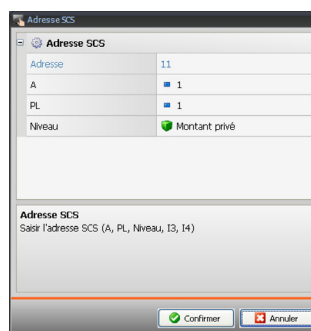 Adresse SCS
Adresse SCS
Adresse 11
A 1
PL 1
Niveau Montant privé
Adresse SCS
Saisir l'adresse SCS (A, PL, Niveau, I3, I4)
Confirmer Annuler